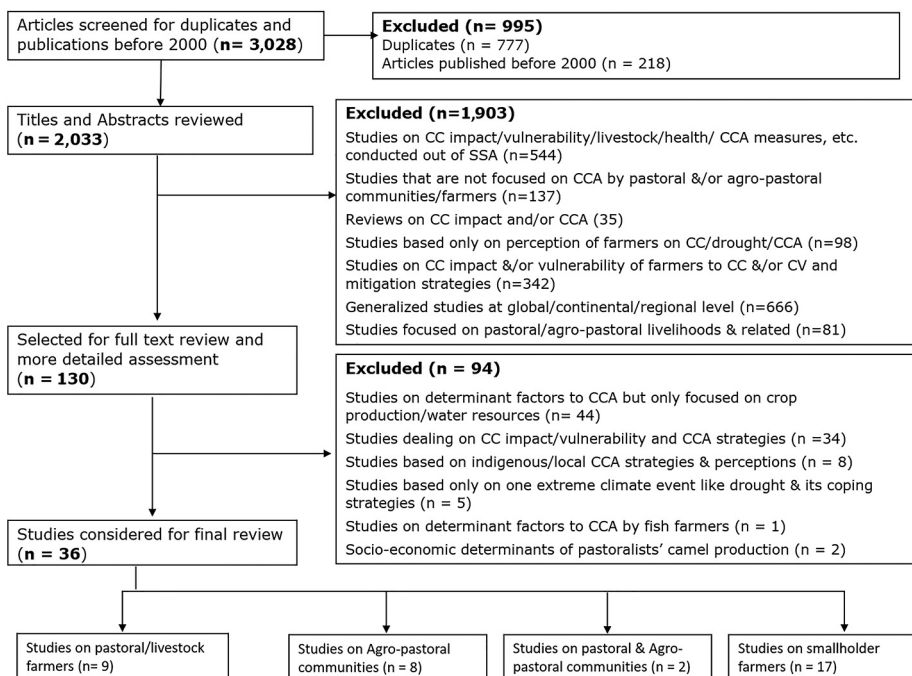 Articles screened for duplicates and
publications before 2000 (n= 3,028)
Excluded (n= 995)
Duplicates (n = 777)
Articles published before 2000 (n = 218)
Titles and Abstracts reviewed
(n = 2,033)
Excluded (n=1,903)
Studies on CC impact/vulnerability/livestock/health/ CCA measures, etc.
conducted out of SSA (n=544)
Studies that are not focused on CCA by pastoral &/or agro-pastoral
communities/farmers (n=137)
Reviews on CC impact and/or CCA (35)
Studies based only on perception of farmers on CC/drought/CCA (n=98)
Studies on CC impact &/or vulnerability of farmers to CC &/or CV and
mitigation strategies (n=342)
Generalized studies at global/continental/regional level (n=666)
Studies focused on pastoral/agro-pastoral livelihoods & related (n=81)
Selected for full text review and
more detailed assessment
(n = 130)
Excluded (n = 94)
Studies on determinant factors to CCA but only focused on crop
production/water resources (n= 44)
Studies dealing on CC impact/vulnerability and CCA strategies (n =34)
Studies based on indigenous/local CCA strategies & perceptions (n = 8)
Studies based only on one extreme climate event like drought & its coping
strategies (n = 5)
Studies on determinant factors to CCA by fish farmers (n = 1)
Socio-economic determinants of pastoralists’ camel production (n = 2)
Studies considered for final review
(n = 36)
Studies on pastoral/livestock
farmers (n= 9)
Studies on Agro-pastoral
communities (n = 8)
Studies on pastoral & Agro-
pastoral communities (n = 2)
Studies on smallholder
farmers (n = 17)